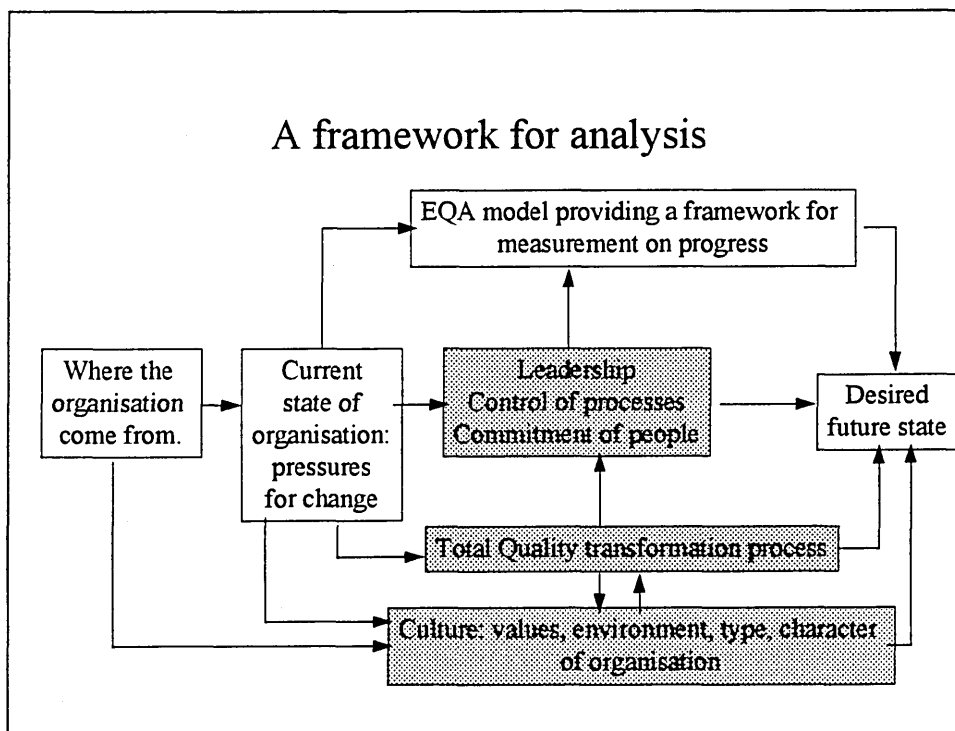 A framework for analysis
EQA model providing a framework for
measurement on progress
Where the
organisation
come from.
Current
state of
organisation:
pressures
for change
Leadership
Control of processes
Commitment of people
Desired
future state
Total Quality transformation process
Culture: values, environment, type, character
of organisation